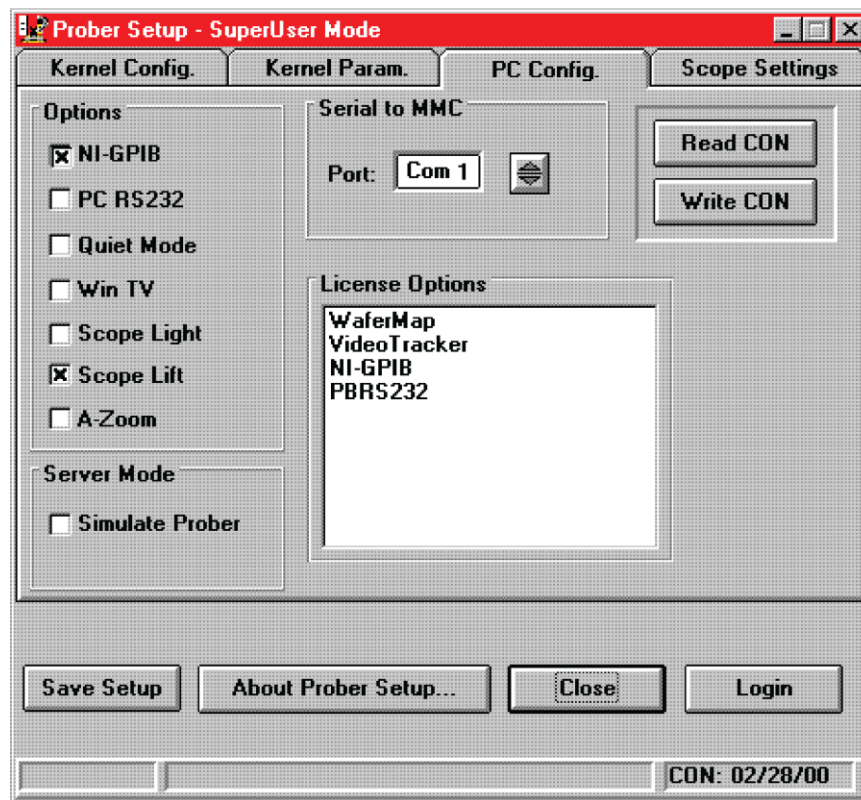 Prober Setup - SuperUser Mode
Kernel Config.
Kernel Param.
PC Config.
Scope Settings
Options
NI-GPIB
PC RS232
Quiet Mode
Win TV
Scope Light
Scope Lift
A-Zoom
Server Mode
Simulate Prober
Serial to MMC
Port: Com 1
Read CON
Write CON
License Options
WaferMap
VideoTracker
NI-GPIB
PBRS232
Save Setup
About Prober Setup...
Close
Login
CON: 02/28/00